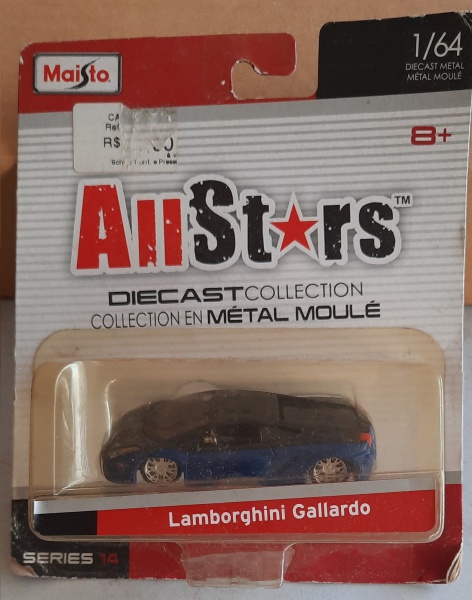 Maisto
1/64
DIECAST METAL
MÉTAL MOULÉ
R$
8+
AllStars™
DIECASTCOLLECTION
COLLECTION EN MÉTAL MOULÉ
Lamborghini Gallardo
SERIES 14